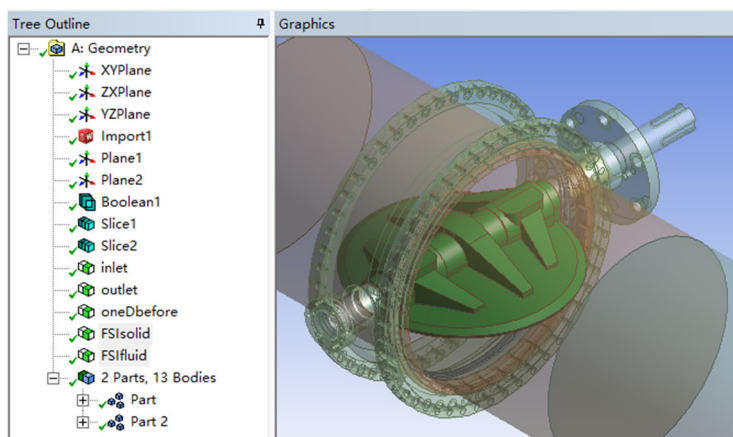 Tree Outline
Graphics
A: Geometry
XYPlane
ZXPlane
YZPlane
Import1
Plane1
Plane2
Boolean1
Slice1
Slice2
inlet
outlet
oneDbefore
FSIsolid
FSIfluid
2 Parts, 13 Bodies
Part
Part 2